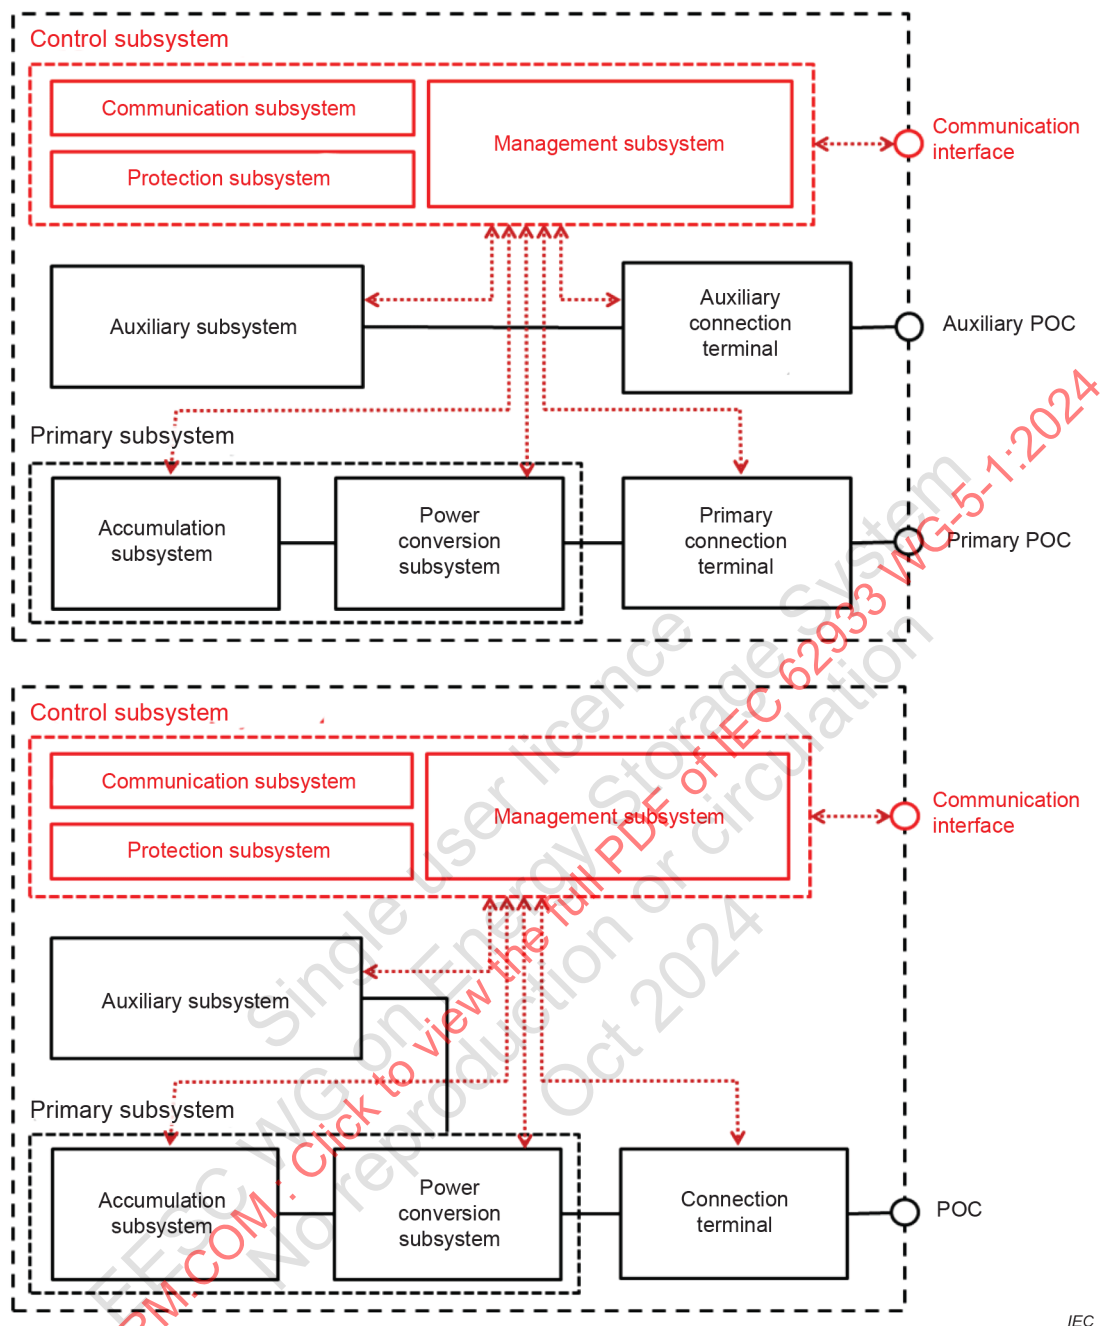 Control subsystem
Communication subsystem
Protection subsystem
Management subsystem
Communication
interface
Auxiliary subsystem
Auxiliary
connection
terminal
Auxiliary POC
Primary subsystem
Accumulation
subsystem
Power
conversion
subsystem
Primary
connection
terminal
Primary POC
Control subsystem
Communication subsystem
Protection subsystem
Management subsystem
Communication
interface
Auxiliary subsystem
Primary subsystem
Accumulation
subsystem
Power
conversion
subsystem
Connection
terminal
POC
IEC
Single user licence
EESC WG on Energy Storage System
No reproduction or circulation
Oct 2024
RM.COM : Click to view the full PDF of IEC 62933 WG-5-1:2024